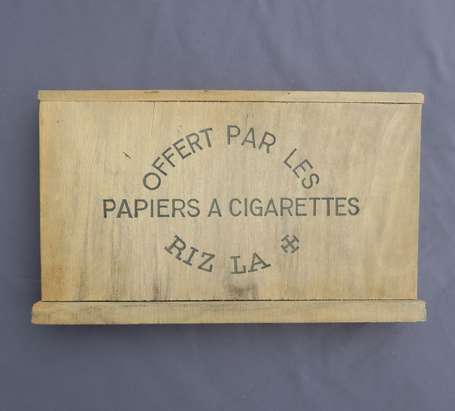 OFFERT PAR LES
PAPIERS A CIGARETTES
RIZ LA ✠